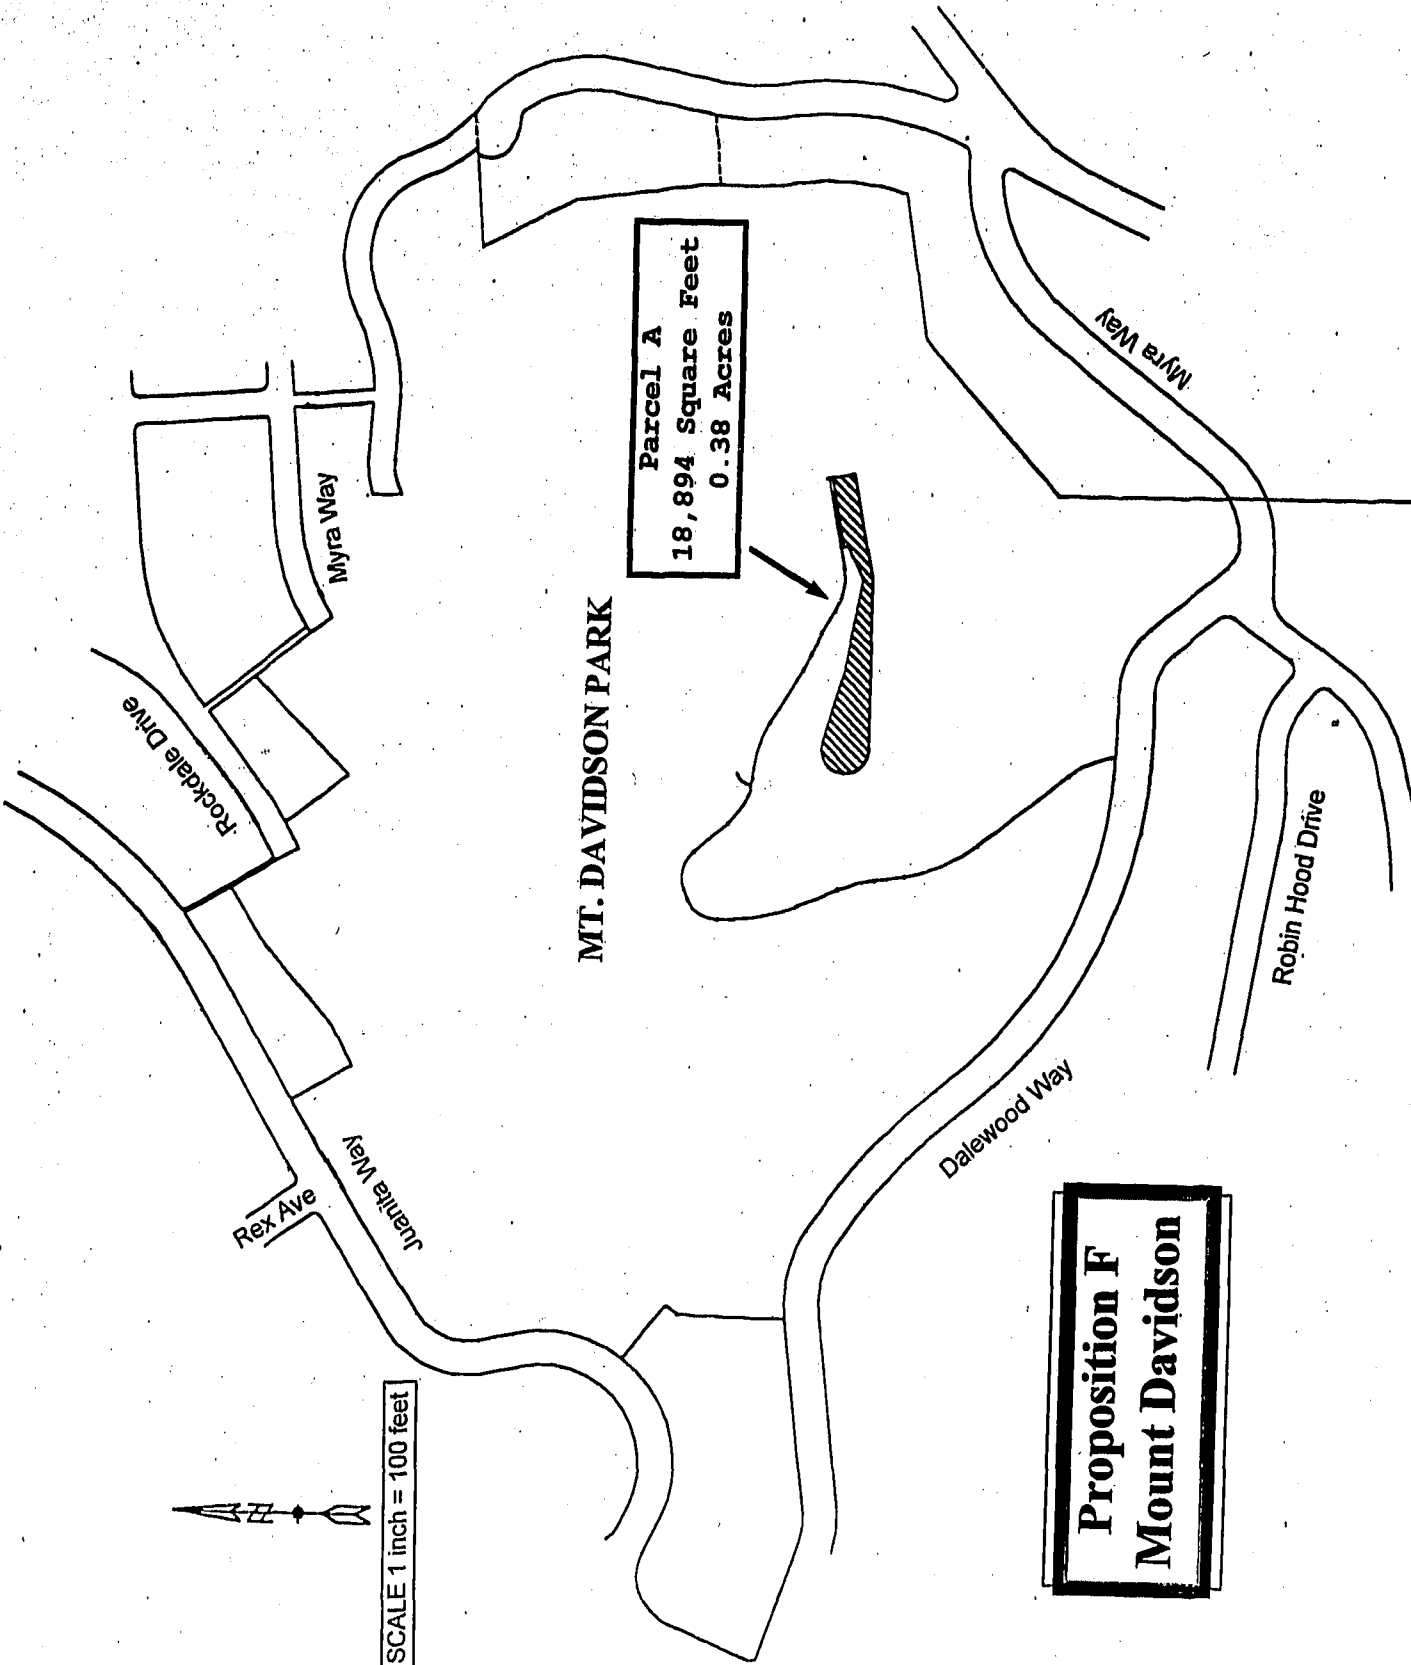 Rockdale Drive
Myra Way
Rex Ave
Juanita Way
SCALE 1 inch = 100 feet
N
MT. DAVIDSON PARK
Parcel A
18,894 Square Feet
0.38 Acres
Myra Way
Dalewood Way
Robin Hood Drive
Proposition F
Mount Davidson